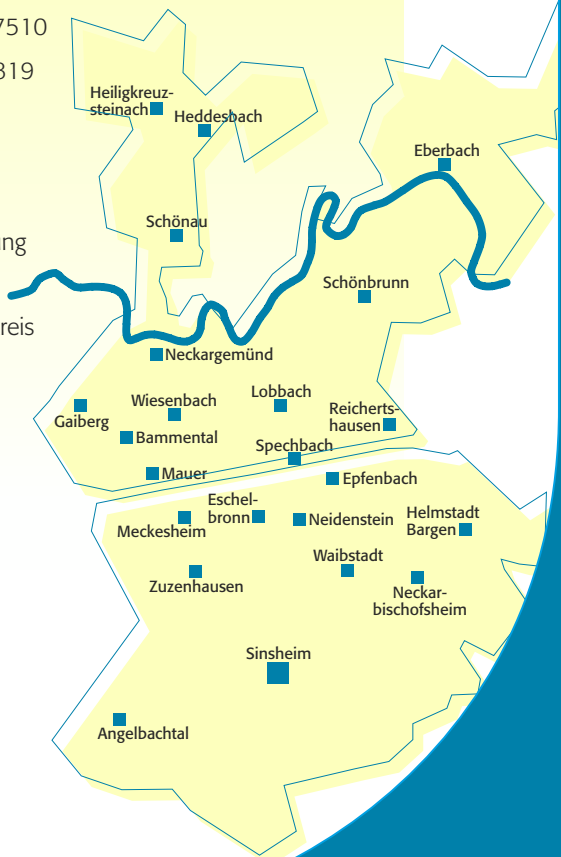 7510
319
Heiligkreuz-
steinach
Heddesbach
Eberbach
Schönau
ng
Schönbrunn
reis
Neckargemünd
Lobbach
Wiesenbach
Reicherts-
hausen
Gaiberg
Bammental
Spechbach
Mauer
Epfenbach
Eschel-
bronn
Helmstadt
Bargen
Neidenstein
Meckesheim
Waibstadt
Zuzenhausen
Neckar-
bischofsheim
Sinsheim
Angelbachtal